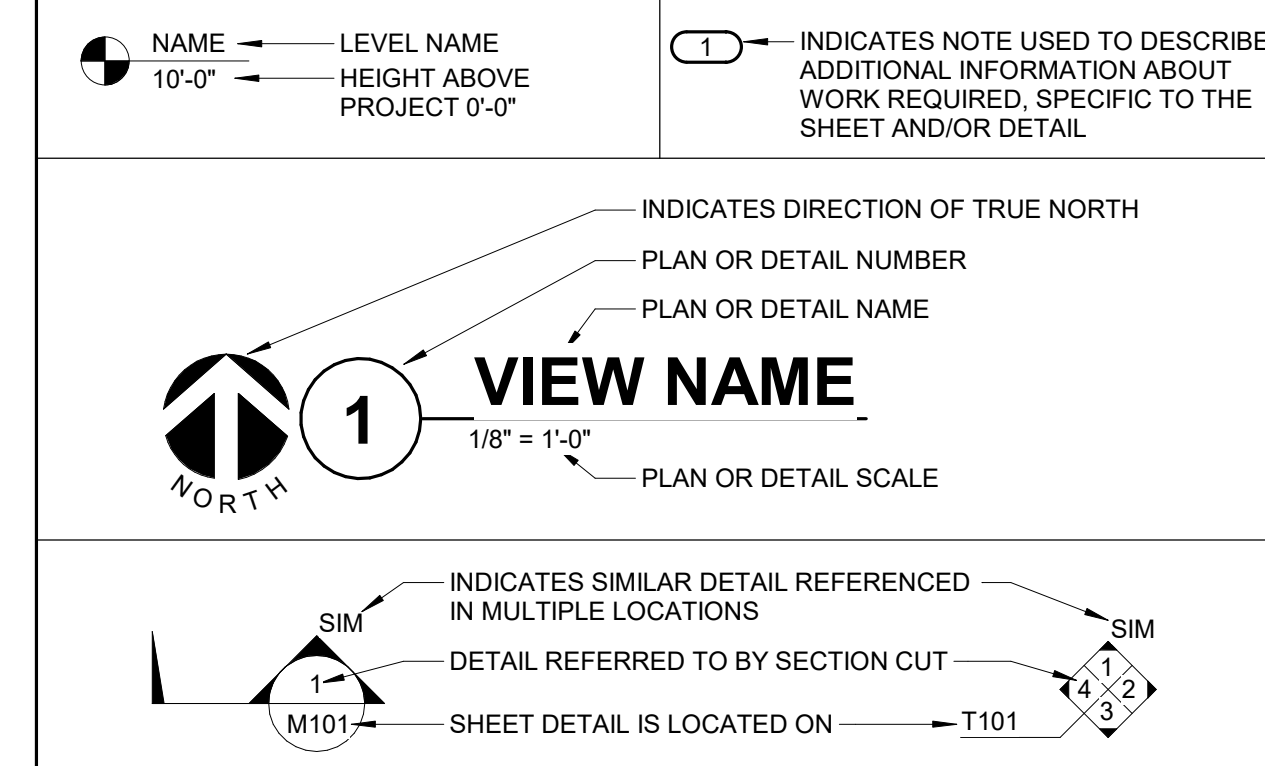 NAME
LEVEL NAME
10'-0"
HEIGHT ABOVE
PROJECT 0'-0"
1
INDICATES NOTE USED TO DESCRIBE
ADDITIONAL INFORMATION ABOUT
WORK REQUIRED, SPECIFIC TO THE
SHEET AND/OR DETAIL
INDICATES DIRECTION OF TRUE NORTH
PLAN OR DETAIL NUMBER
PLAN OR DETAIL NAME
NORTH
1
VIEW NAME
1/8" = 1'-0"
PLAN OR DETAIL SCALE
INDICATES SIMILAR DETAIL REFERENCED
IN MULTIPLE LOCATIONS
SIM
SIM
1
DETAIL REFERRED TO BY SECTION CUT
1
4 2
3
M101
SHEET DETAIL IS LOCATED ON
T101